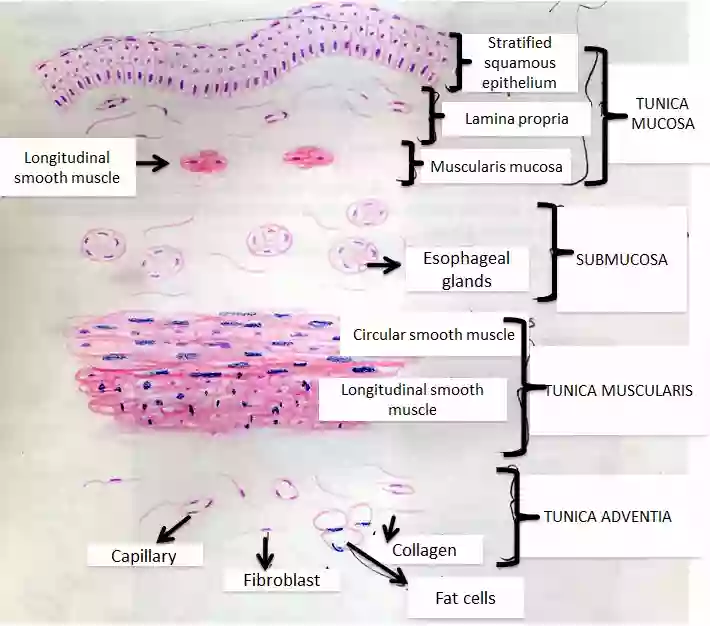 Stratified
squamous
epithelium
TUNICA
MUCOSA
Lamina propria
Longitudinal
smooth muscle
Muscularis mucosa
Esophageal
glands
SUBMUCOSA
Circular smooth muscle
Longitudinal smooth
muscle
TUNICA MUSCULARIS
TUNICA ADVENTIA
Capillary
Collagen
Fibroblast
Fat cells